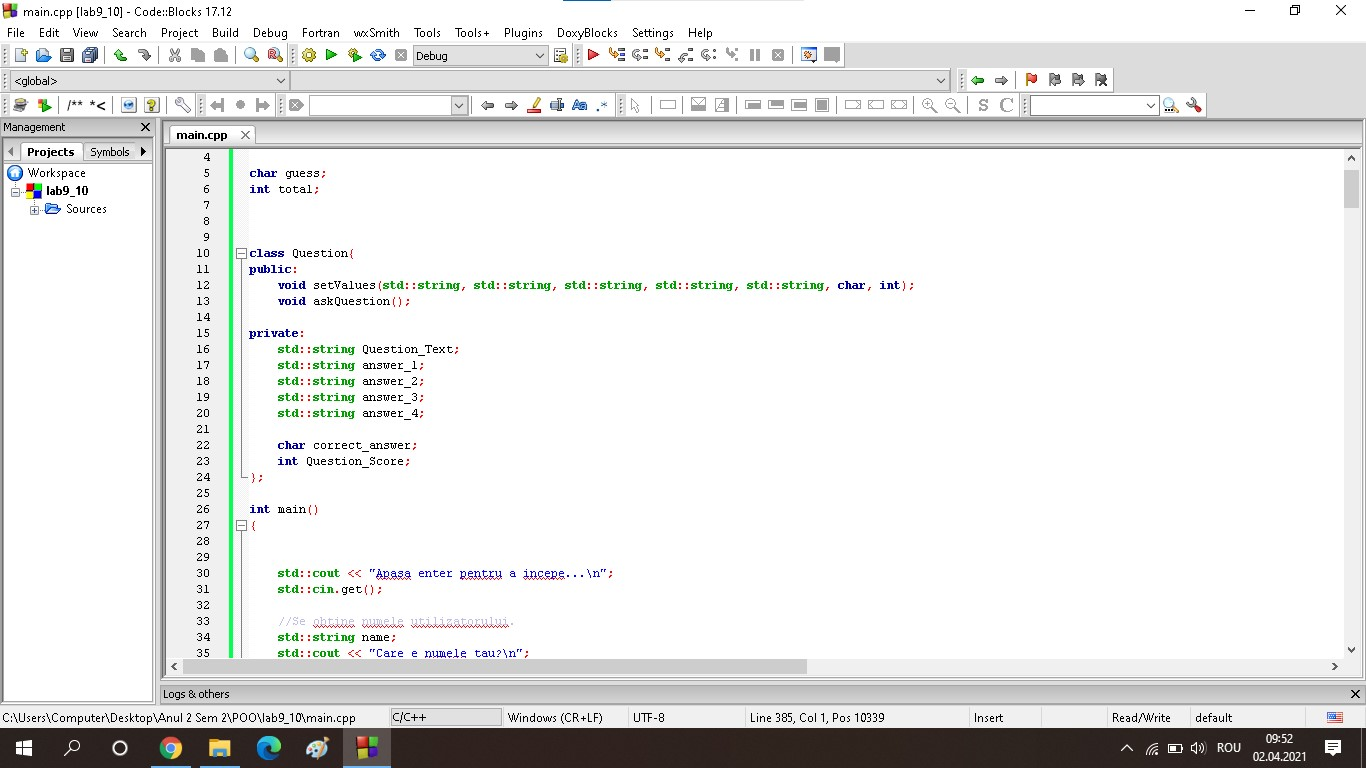 main.cpp [lab9_10] - Code::Blocks 17.12
File Edit View Search Project Build Debug Fortran wxSmith Tools Tools+ Plugins DoxyBlocks Settings Help
Debug
<global>
/** *<
Aa .*
S C
Management
main.cpp
Projects Symbols
Workspace
lab9_10
Sources
4
5 char guess;
6 int total;
7
8
9
10 class Question{
11 public:
12 void setValues(std::string, std::string, std::string, std::string, std::string, char, int);
13 void askQuestion();
14
15 private:
16 std::string Question_Text;
17 std::string answer_1;
18 std::string answer_2;
19 std::string answer_3;
20 std::string answer_4;
21
22 char correct_answer;
23 int Question_Score;
24 };
25
26 int main()
27 {
28
29
30 std::cout << "Apasa enter pentru a incepe...\n";
31 std::cin.get();
32
33 //Se obtine numele utilizatorului.
34 std::string name;
35 std::cout << "Care e numele tau?\n";
Logs & others
C:\Users\Computer\Desktop\Anul 2 Sem 2\POO\lab9_10\main.cpp C/C++ Windows (CR+LF) UTF-8 Line 385, Col 1, Pos 10339 Insert Read/Write default
ROU
09:52
02.04.2021